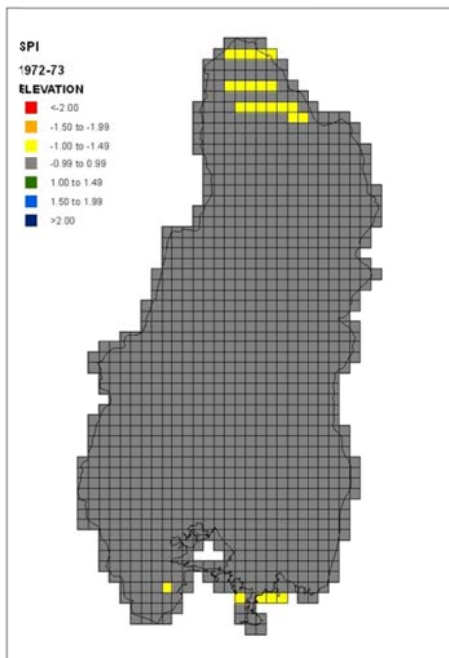 SPI
1972-73
ELEVATION
<-2.00
-1.50 to -1.99
-1.00 to -1.49
-0.99 to 0.99
1.00 to 1.49
1.50 to 1.99
>2.00